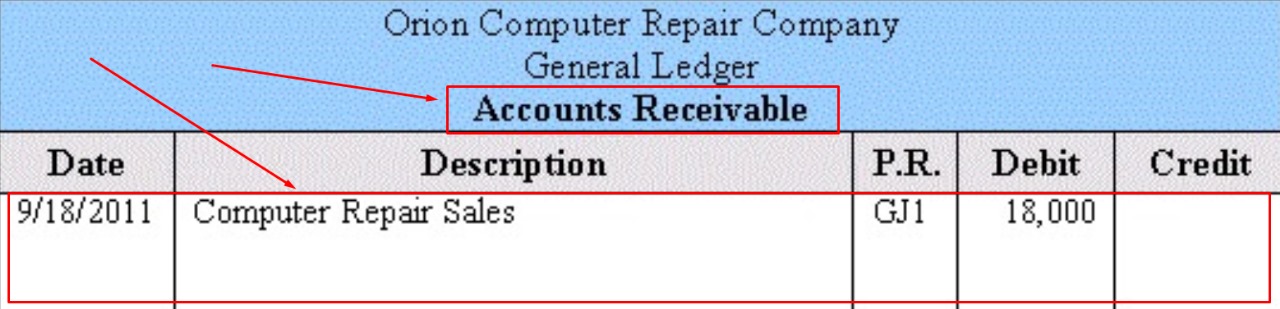 Orion Computer Repair Company
General Ledger
Accounts Receivable
Date Description P.R. Debit Credit
9/18/2011 Computer Repair Sales GJ1 18,000